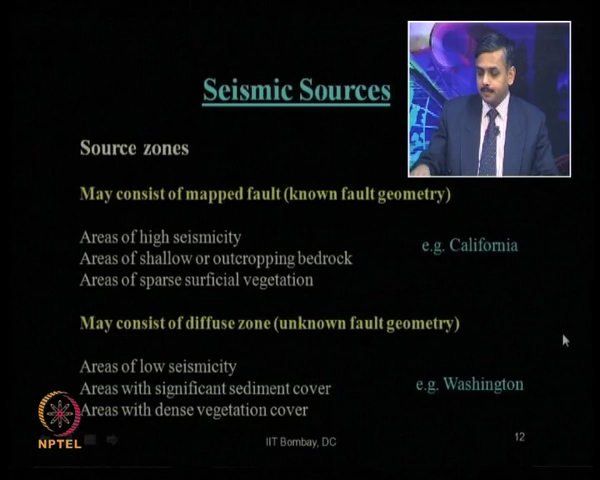 Seismic Sources
Source zones
May consist of mapped fault (known fault geometry)
Areas of high seismicity
e.g. California
Areas of shallow or outcropping bedrock
Areas of sparse surficial vegetation
May consist of diffuse zone (unknown fault geometry)
Areas of low seismicity
Areas with significant sediment cover
e.g. Washington
Areas with dense vegetation cover
NPTEL
IIT Bombay, DC
12